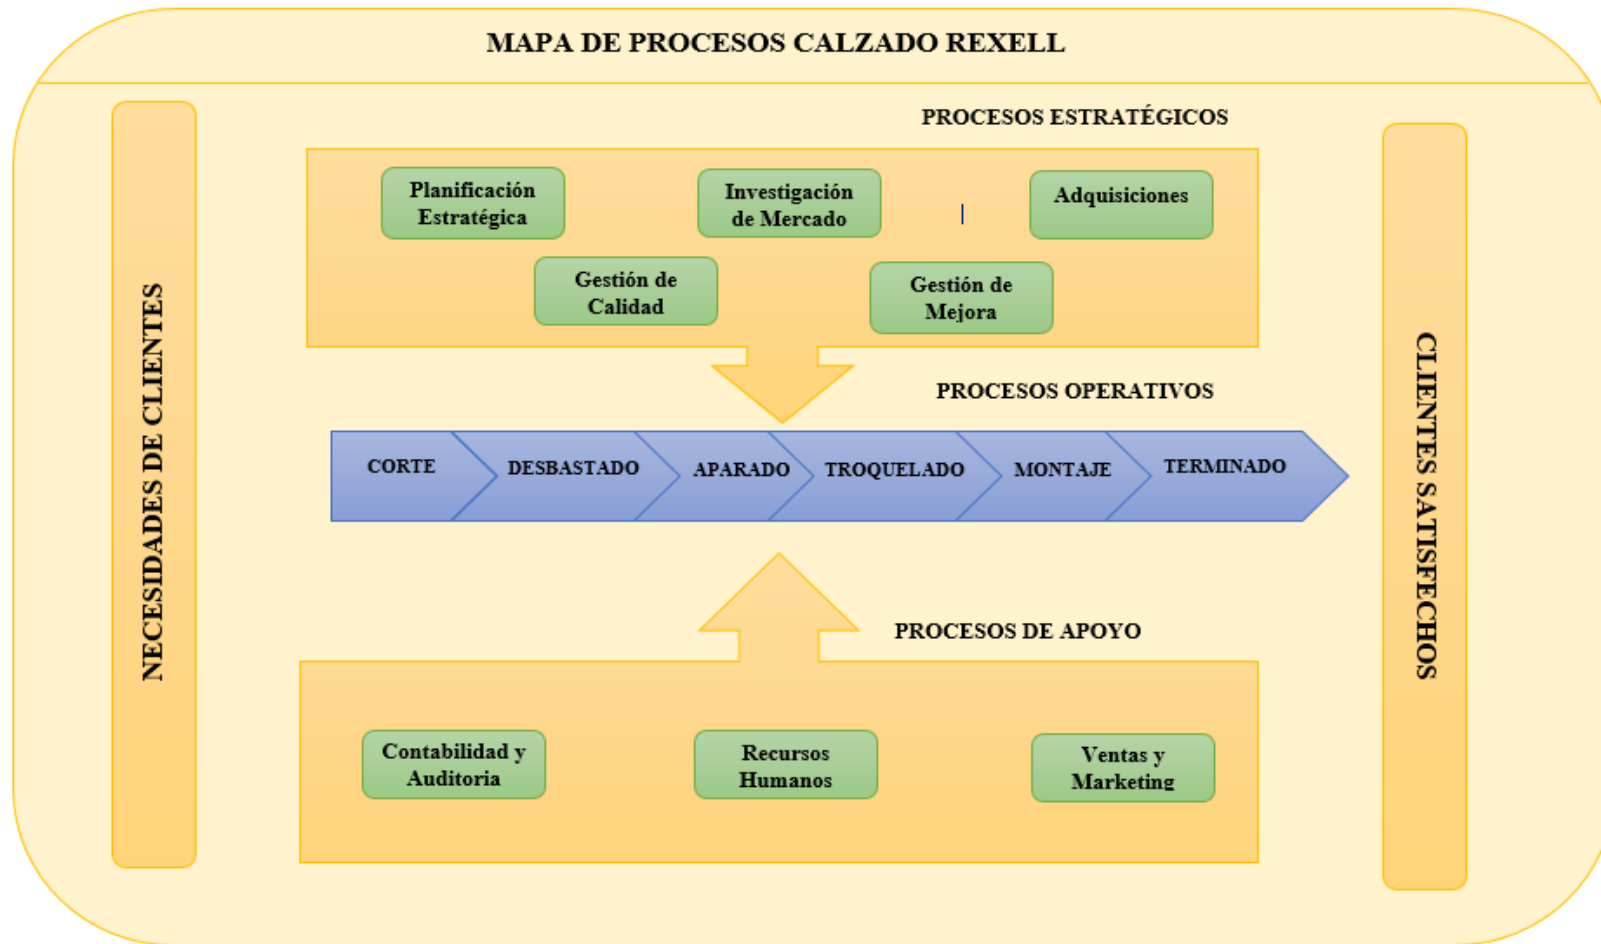 MAPA DE PROCESOS CALZADO REXELL
NECESIDADES DE CLIENTES
PROCESOS ESTRATÉGICOS
Planificación
Estratégica
Investigación
de Mercado
Adquisiciones
Gestión de
Calidad
Gestión de
Mejora
PROCESOS OPERATIVOS
CORTE
DESBASTADO
APARADO
TROQUELADO
MONTAJE
TERMINADO
PROCESOS DE APOYO
Contabilidad y
Auditoria
Recursos
Humanos
Ventas y
Marketing
CLIENTES SATISFECHOS